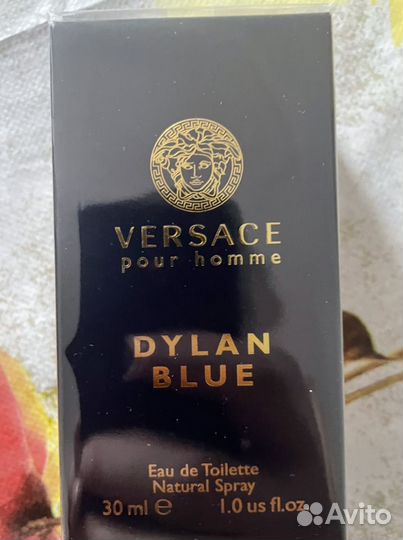 VERSACE
pour homme
DYLAN
BLUE
Eau de Toilette
Natural Spray
30 ml ℮ 1.0 us fl.oz.
Avito